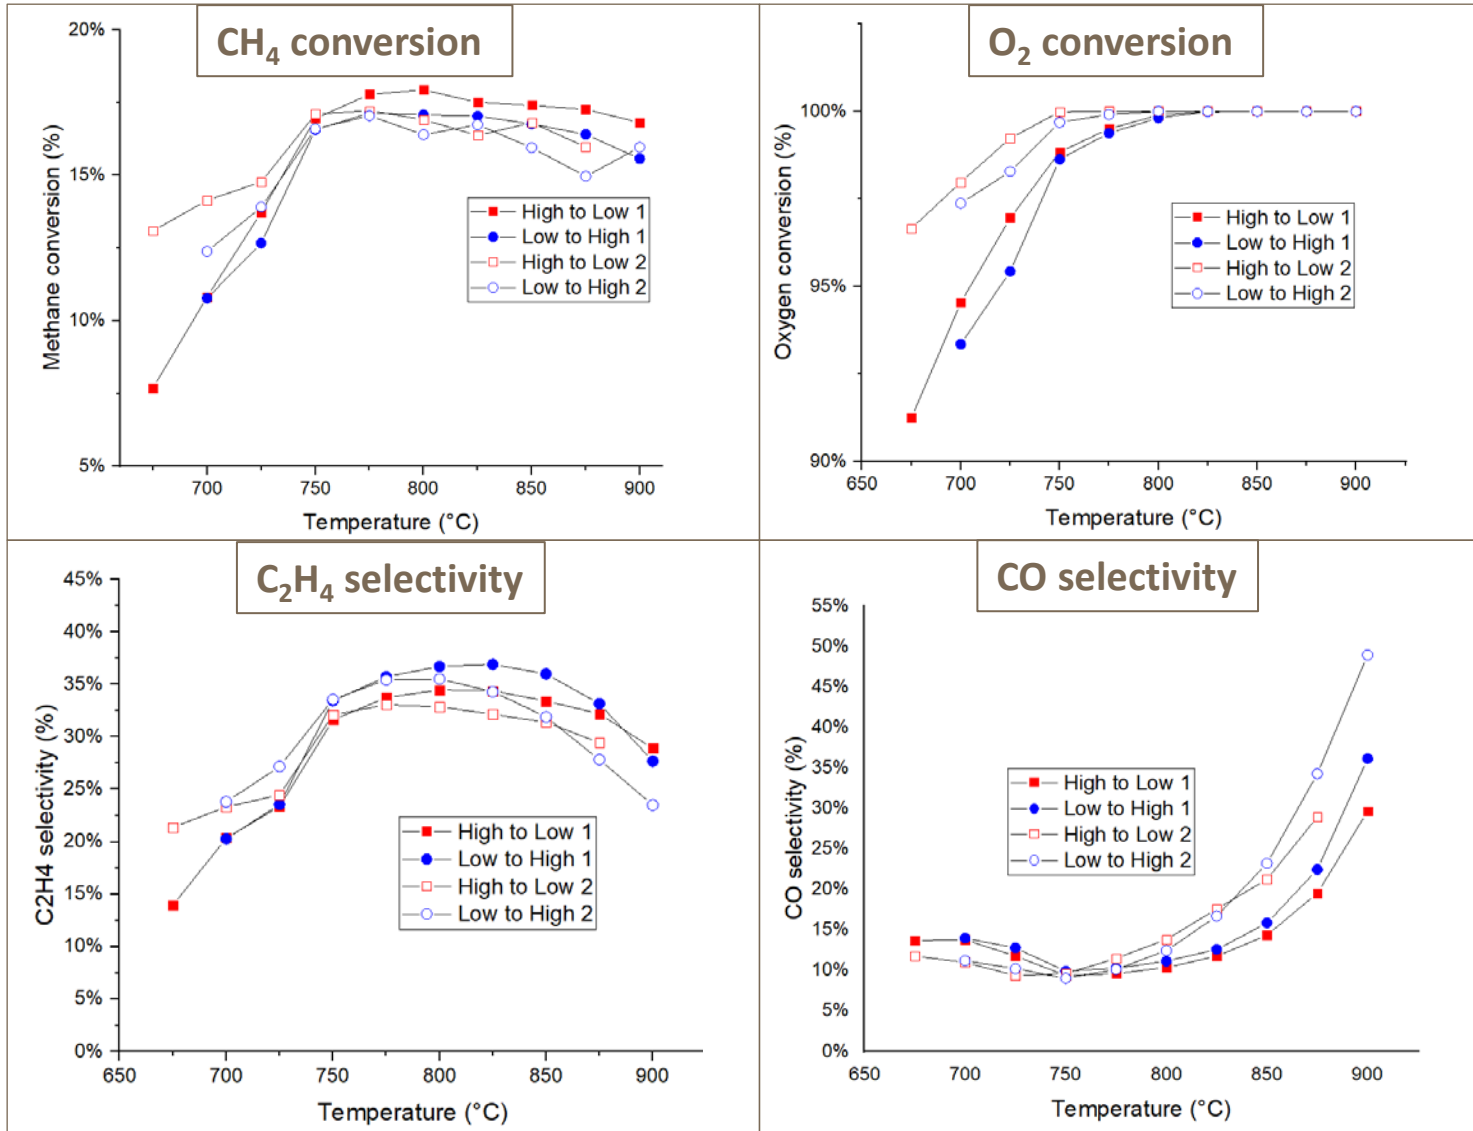 CH₄ conversion
20%
15%
10%
5%
Methane conversion (%)
700 750 800 850 900
Temperature (°C)
High to Low 1
Low to High 1
High to Low 2
Low to High 2
O₂ conversion
100%
95%
90%
Oxygen conversion (%)
650 700 750 800 850 900
Temperature (°C)
High to Low 1
Low to High 1
High to Low 2
Low to High 2
C₂H₄ selectivity
45%
40%
35%
30%
25%
20%
15%
10%
5%
0%
C2H4 selectivity (%)
650 700 750 800 850 900
Temperature (°C)
High to Low 1
Low to High 1
High to Low 2
Low to High 2
CO selectivity
55%
50%
45%
40%
35%
30%
25%
20%
15%
10%
5%
0%
CO selectivity (%)
650 700 750 800 850 900
Temperature (°C)
High to Low 1
Low to High 1
High to Low 2
Low to High 2